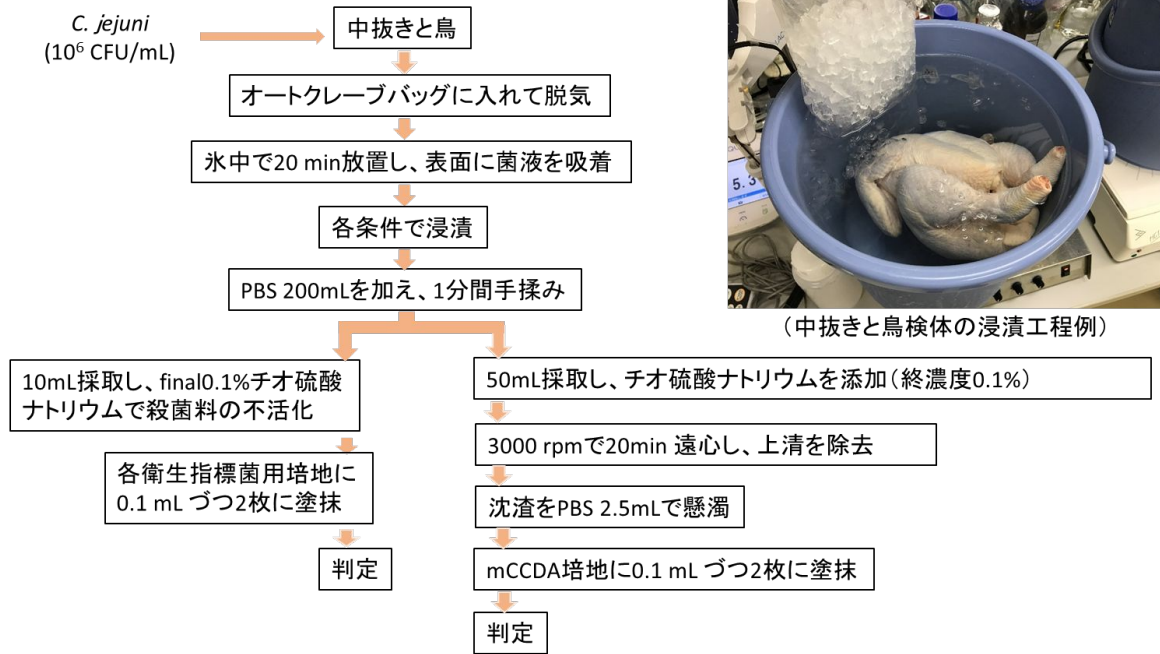 C. jejuni
(10⁶ CFU/mL)
中抜きと鳥
オートクレーブバッグに入れて脱気
氷中で20 min放置し、表面に菌液を吸着
各条件で浸漬
PBS 200mLを加え、1分間手揉み
(中抜きと鳥検体の浸漬工程例)
10mL採取し、final0.1%チオ硫酸
ナトリウムで殺菌料の不活化
各衛生指標菌用培地に
0.1 mL づつ2枚に塗抹
判定
50mL採取し、チオ硫酸ナトリウムを添加(終濃度0.1%)
3000 rpmで20min 遠心し、上清を除去
沈渣をPBS 2.5mLで懸濁
mCCDA培地に0.1 mL づつ2枚に塗抹
判定
5.3